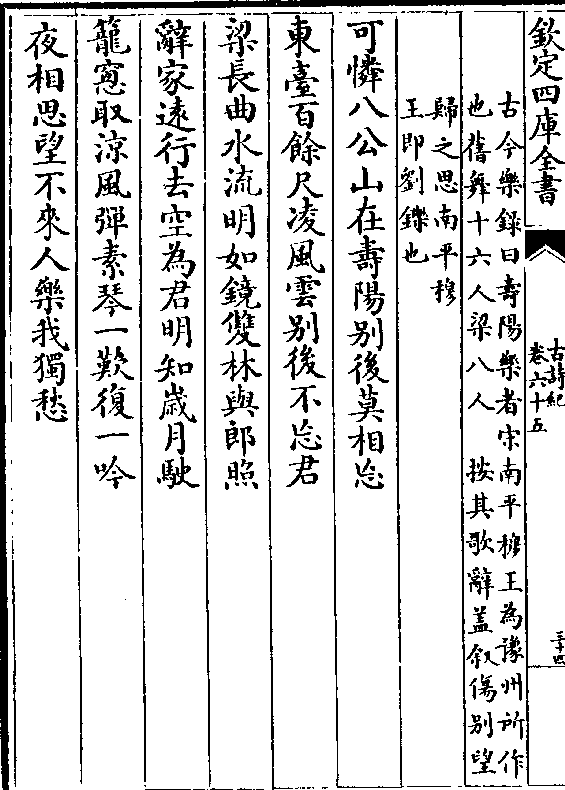 欽定四庫全書
古詩紀
卷六十五
三十四
古今樂錄曰壽陽樂者宋南平穆王為豫州所作
也舊舞十六人梁八人　按其歌辭蓋叙傷别望
歸之思南平穆
王即劉鑠也
可憐八公山在壽陽别後莫相忘
東臺百餘尺凌風雲别後不忘君
梁長曲水流明如鏡雙林與郎照
辭家遠行去空為君明知歲月駛
籠窻取涼風彈素琴一歎復一吟
夜相思望不來人樂我獨愁